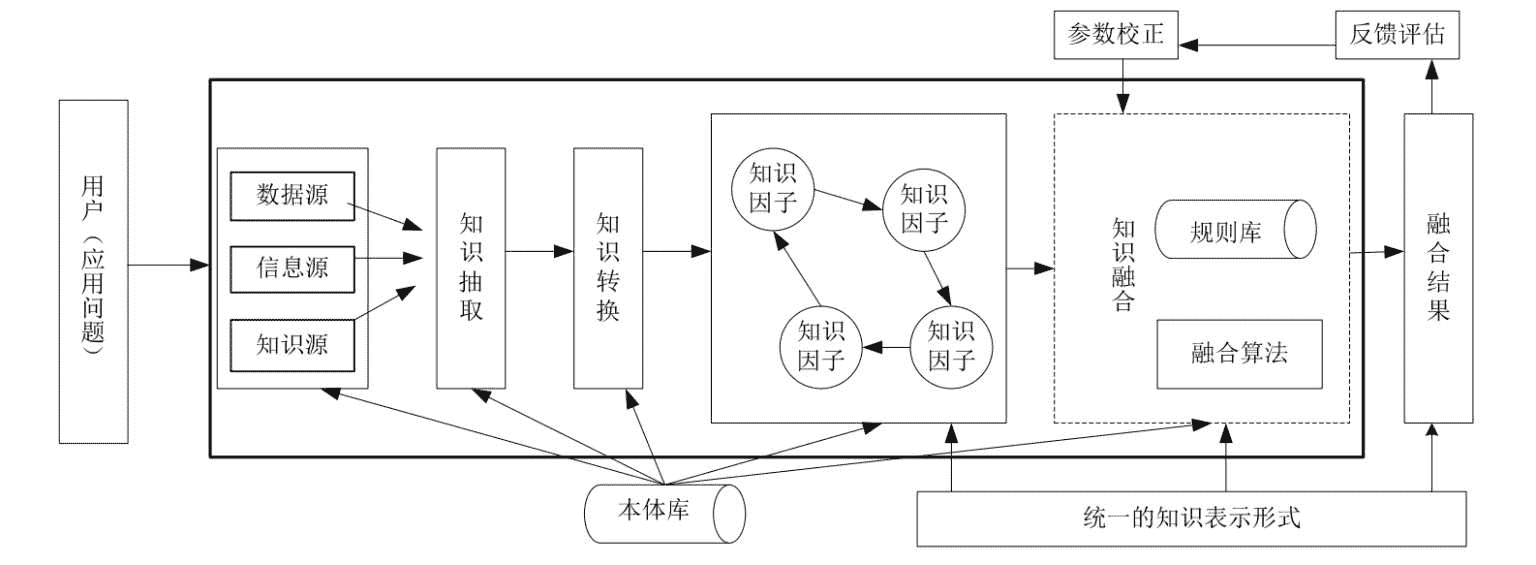 参数校正
反馈评估
用户（应用问题）
数据源
信息源
知识源
知识抽取
知识转换
知识
因子
知识
因子
知识
因子
知识
因子
知识融合
规则库
融合算法
融合结果
本体库
统一的知识表示形式